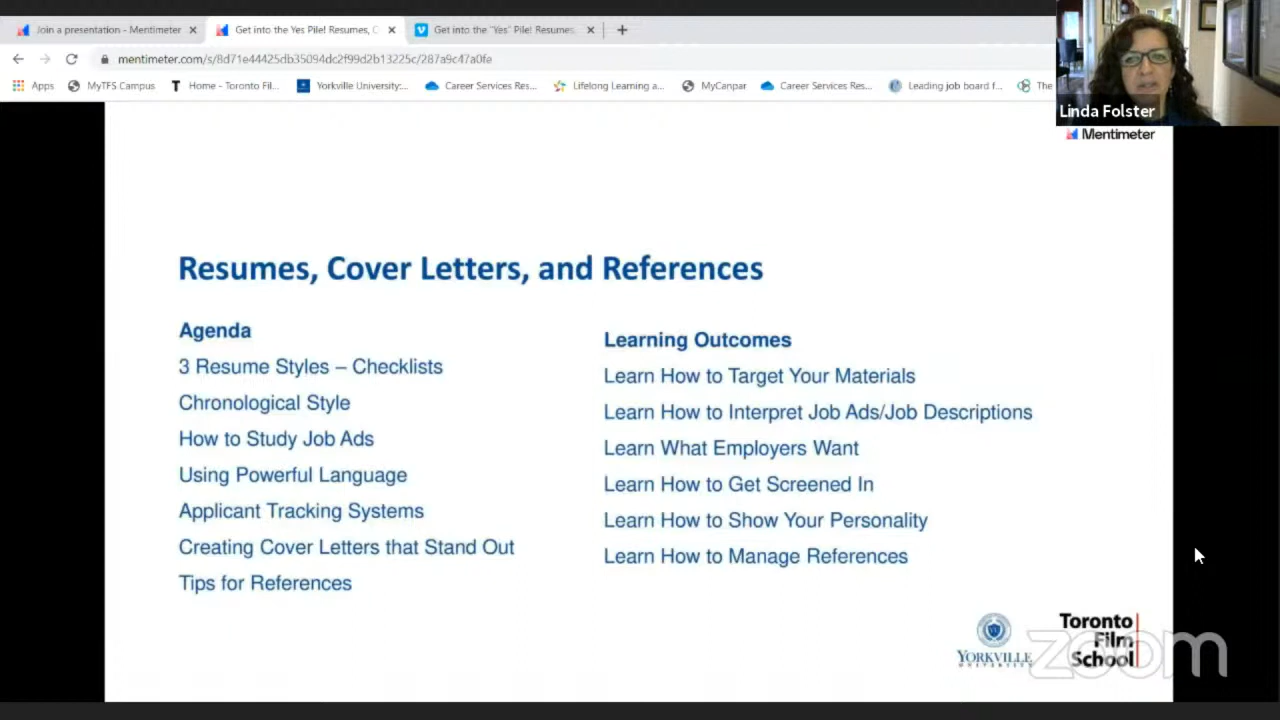 Join a presentation - Mentimeter
Get into the Yes Pile! Resumes, C
Get into the "Yes" Pile! Resumes,
mentimeter.com/s/8d71e44425db35094dc2f99d2b13225c/287a9c47a0fe
Apps
MyTFS Campus
Home - Toronto Fil...
Yorkville University:...
Career Services Res...
Lifelong Learning a...
MyCanpar
Career Services Res...
Leading job board f...
The
Linda Folster
Mentimeter
Resumes, Cover Letters, and References
Agenda
3 Resume Styles – Checklists
Chronological Style
How to Study Job Ads
Using Powerful Language
Applicant Tracking Systems
Creating Cover Letters that Stand Out
Tips for References
Learning Outcomes
Learn How to Target Your Materials
Learn How to Interpret Job Ads/Job Descriptions
Learn What Employers Want
Learn How to Get Screened In
Learn How to Show Your Personality
Learn How to Manage References
YORKVILLE
UNIVERSITY
Toronto
Film
School
zoom